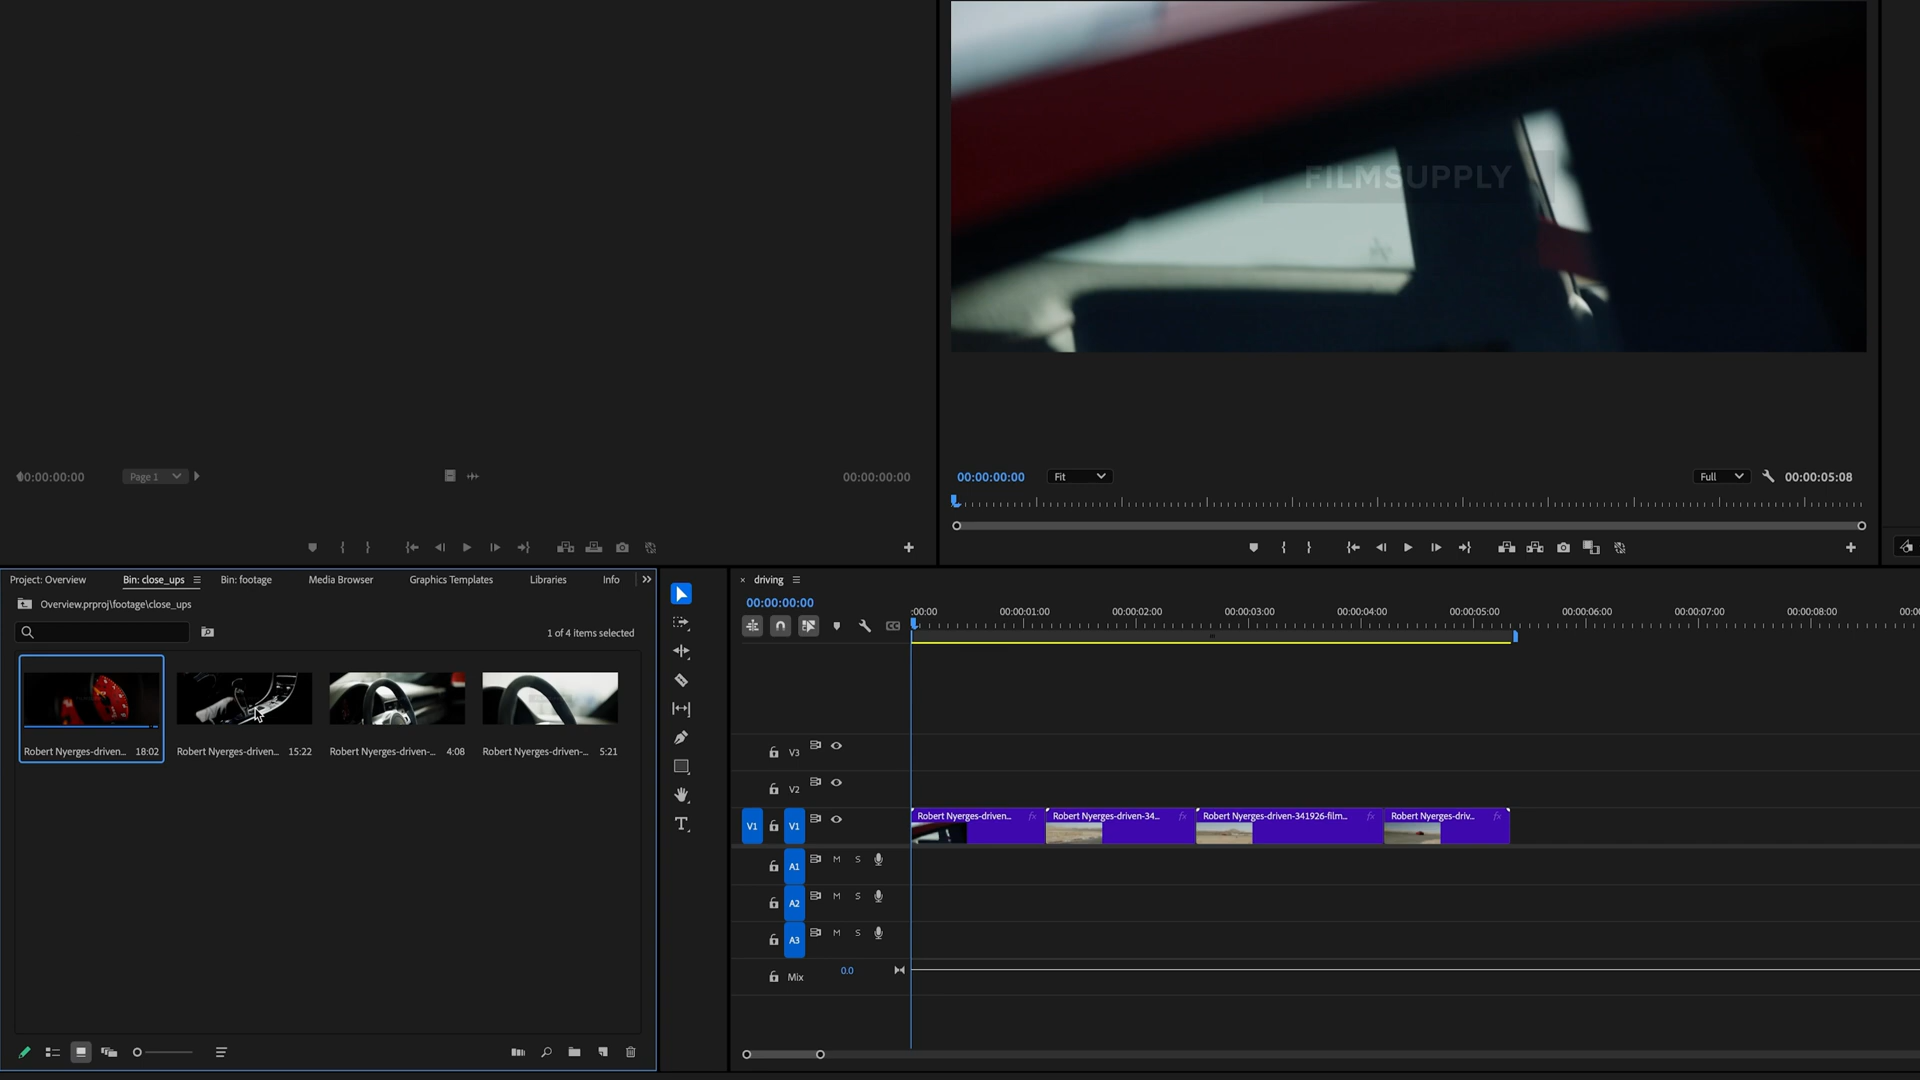 FILMSUPPLY
00:00:00:00
Page 1
00:00:00:00
00:00:00:00
Fit
Full
00:00:05:08
Project: Overview
Bin: close_ups
Bin: footage
Media Browser
Graphics Templates
Libraries
Info
Overview.prproj\footage\close_ups
1 of 4 items selected
Robert Nyerges-driven... 18:02
Robert Nyerges-driven... 15:22
Robert Nyerges-driven-... 4:08
Robert Nyerges-driven-... 5:21
driving
00:00:00:00
:00:00
00:00:01:00
00:00:02:00
00:00:03:00
00:00:04:00
00:00:05:00
00:00:06:00
00:00:07:00
00:00:08:00
00:0
V3
V2
V1
V1
Robert Nyerges-driven... fx
Robert Nyerges-driven-34... fx
Robert Nyerges-driven-341926-film... fx
Robert Nyerges-driv... fx
A1 M S
A2 M S
A3 M S
Mix 0.0